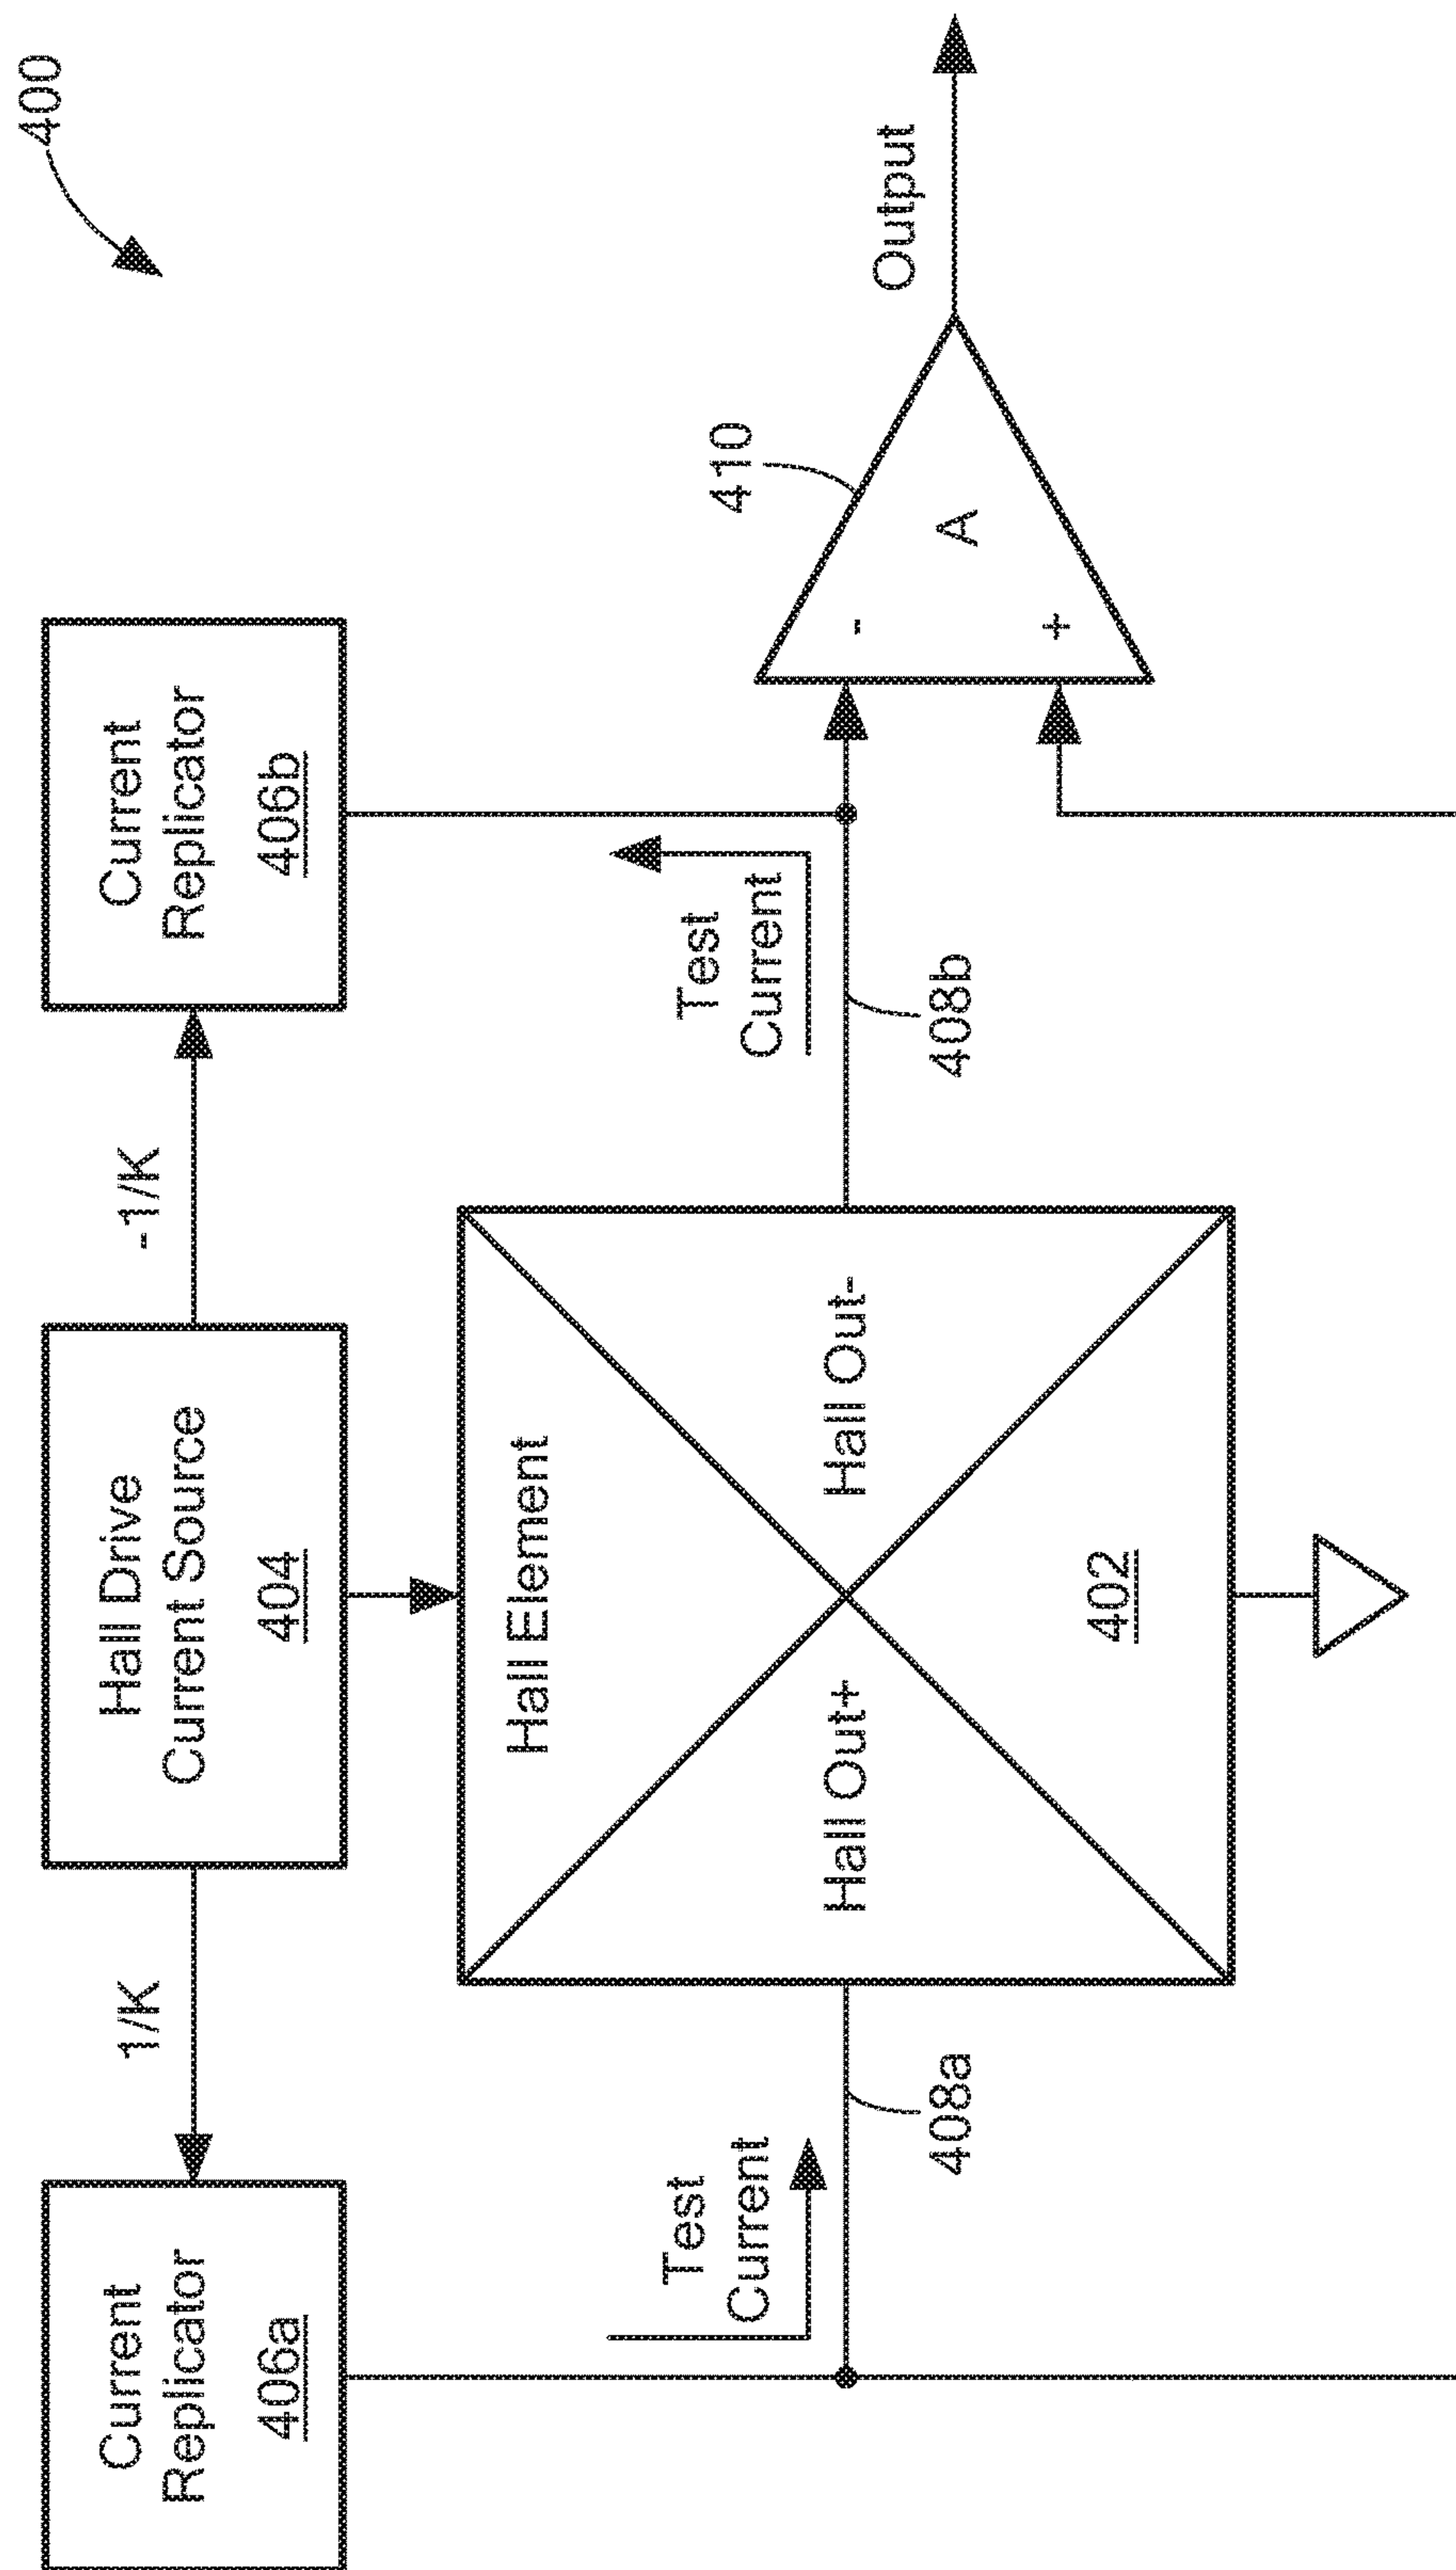 400
Current
Replicator
406a
1/K
Hall Drive
Current Source
404
-1/K
Current
Replicator
406b
Test
Current
408a
Hall Element
Hall Out+
Hall Out-
402
Test
Current
408b
410
-
A
+
Output